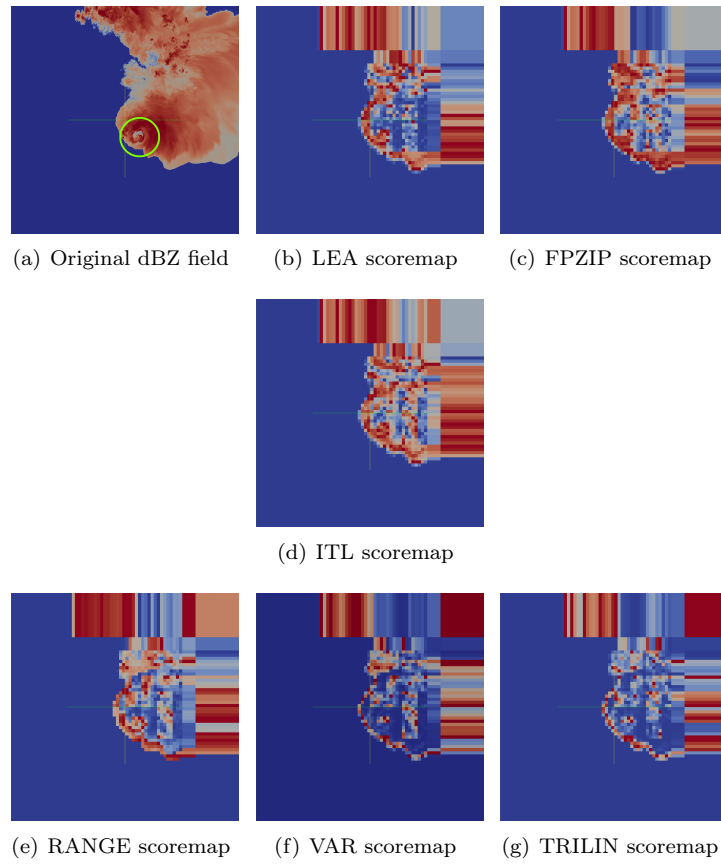 (a) Original dBZ field
(b) LEA scoremap
(c) FPZIP scoremap
(d) ITL scoremap
(e) RANGE scoremap
(f) VAR scoremap
(g) TRILIN scoremap